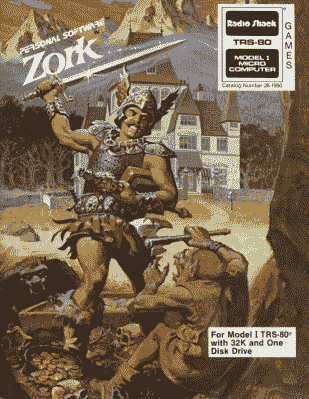 PERSONAL SOFTWARE
Zork
Radio Shack
TRS-80
MODEL I
MICRO
COMPUTER
Catalog Number 26-1950
GAMES
For Model I TRS-80®
with 32K and One
Disk Drive